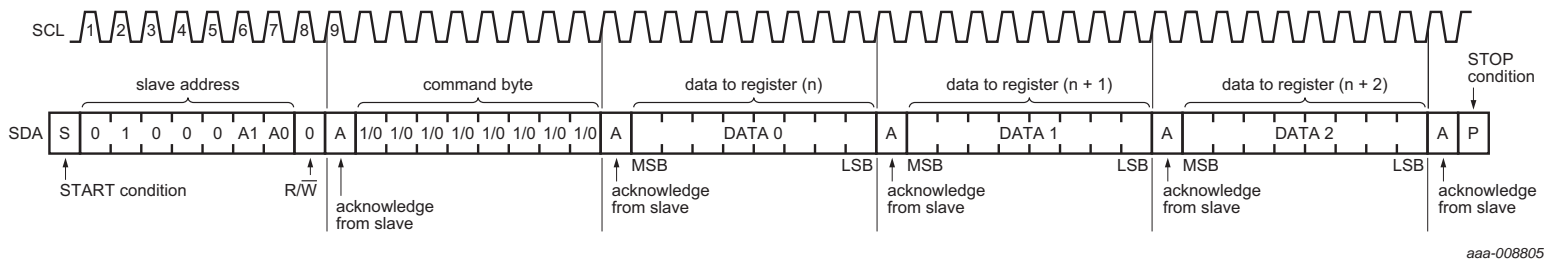 SCL 1 2 3 4 5 6 7 8 9
STOP
condition
slave address command byte data to register (n) data to register (n + 1) data to register (n + 2)
SDA S 0 1 0 0 0 A1 A0 0 A 1/0 1/0 1/0 1/0 1/0 1/0 1/0 1/0 A DATA 0 A DATA 1 A DATA 2 A P
MSB LSB MSB LSB MSB LSB
START condition R/W̅ acknowledge
from slave acknowledge
from slave acknowledge
from slave acknowledge
from slave acknowledge
from slave
aaa-008805